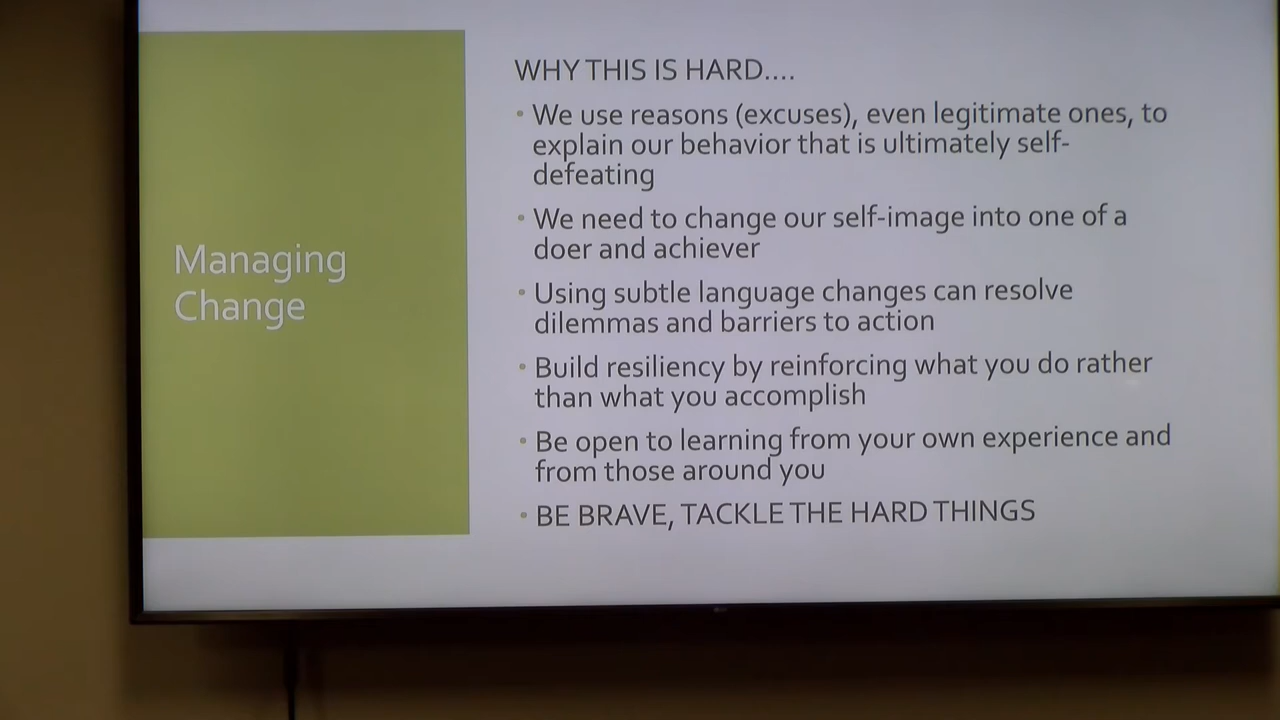 Managing
Change
WHY THIS IS HARD....
• We use reasons (excuses), even legitimate ones, to
explain our behavior that is ultimately self-
defeating
• We need to change our self-image into one of a
doer and achiever
• Using subtle language changes can resolve
dilemmas and barriers to action
• Build resiliency by reinforcing what you do rather
than what you accomplish
• Be open to learning from your own experience and
from those around you
• BE BRAVE, TACKLE THE HARD THINGS